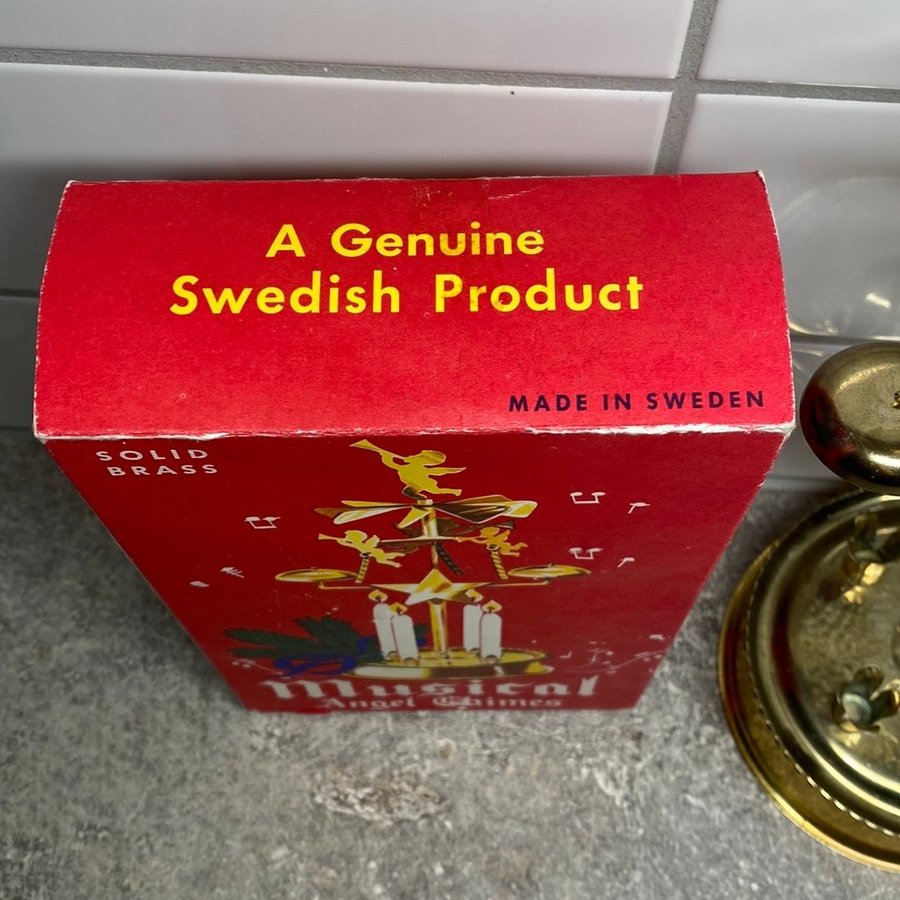 A Genuine
Swedish Product
MADE IN SWEDEN
SOLID
BRASS
Musical
Angel Chimes